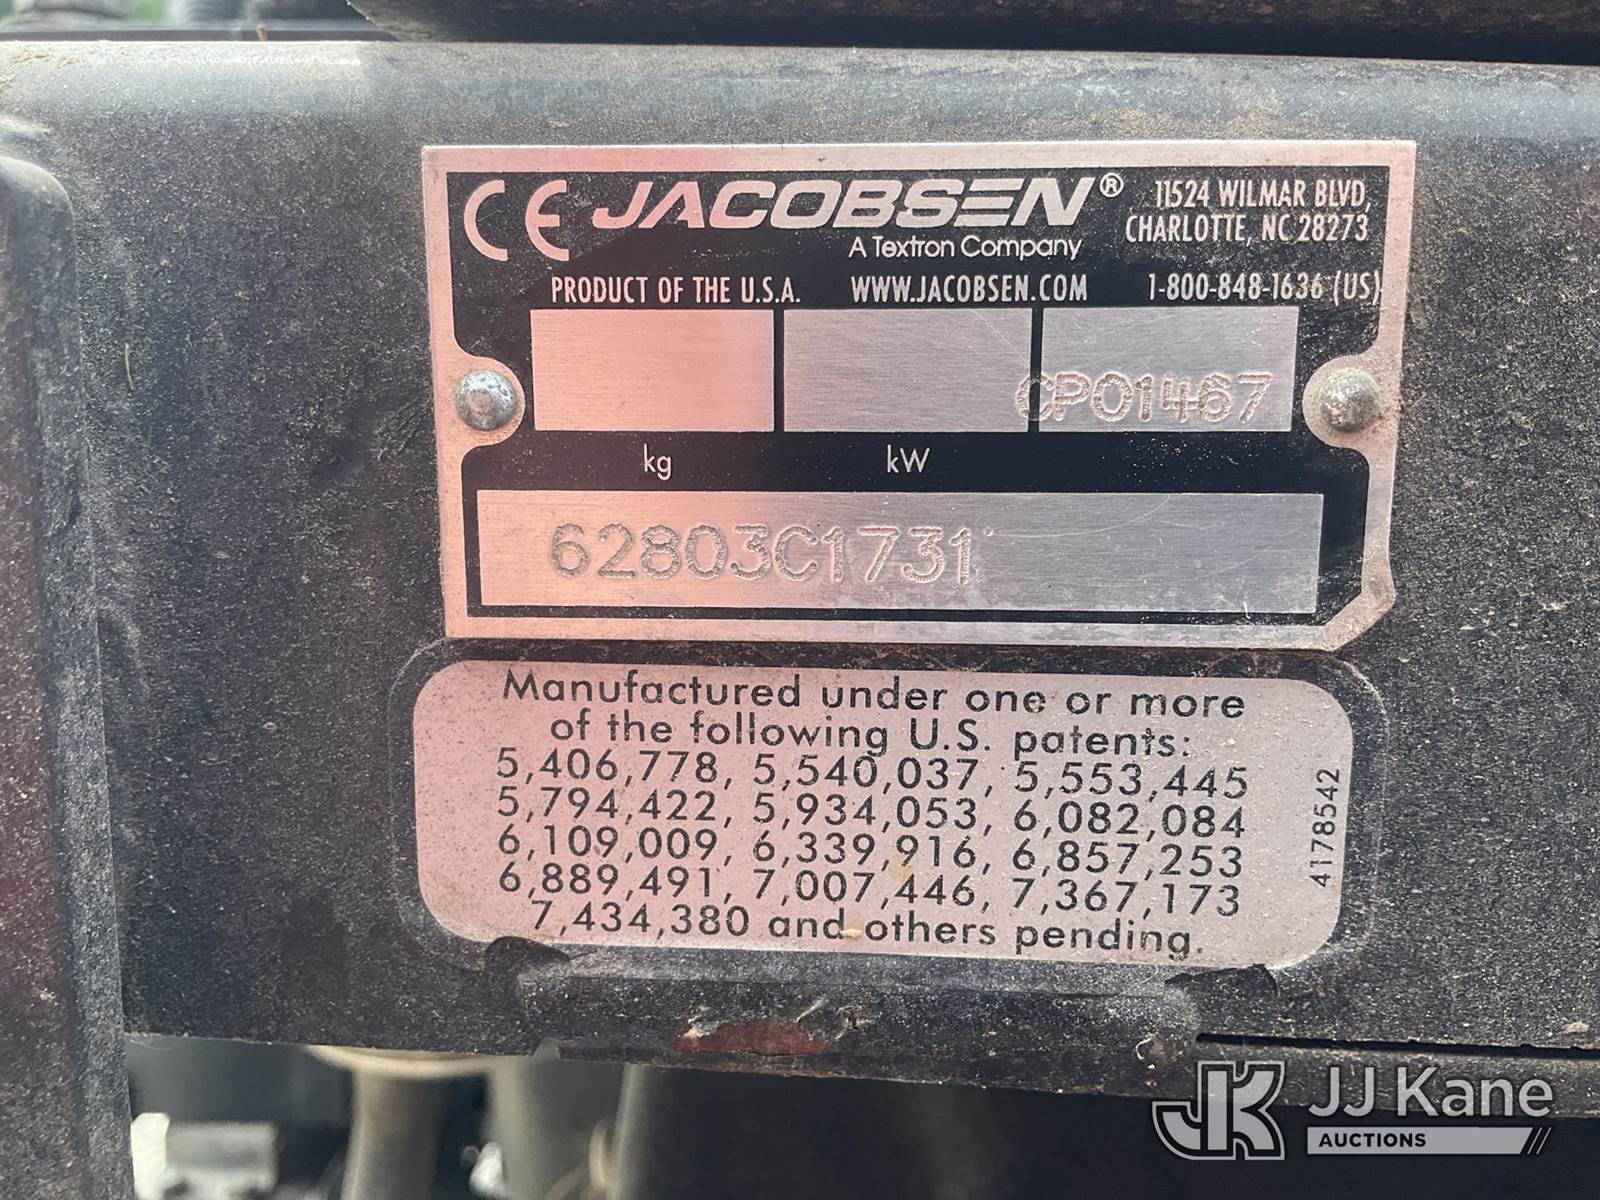 CE JACOBSEN® 11524 WILMAR BLVD,
A Textron Company CHARLOTTE, NC 28273
PRODUCT OF THE U.S.A. WWW.JACOBSEN.COM 1-800-848-1636 (US)
CP01467
kg kW
62803C1731
Manufactured under one or more
of the following U.S. patents:
5,406,778, 5,540,037, 5,553,445
5,794,422, 5,934,053, 6,082,084
6,109,009, 6,339,916, 6,857,253
6,889,491, 7,007,446, 7,367,173
7,434,380 and others pending.
4178542
JK JJ Kane
AUCTIONS